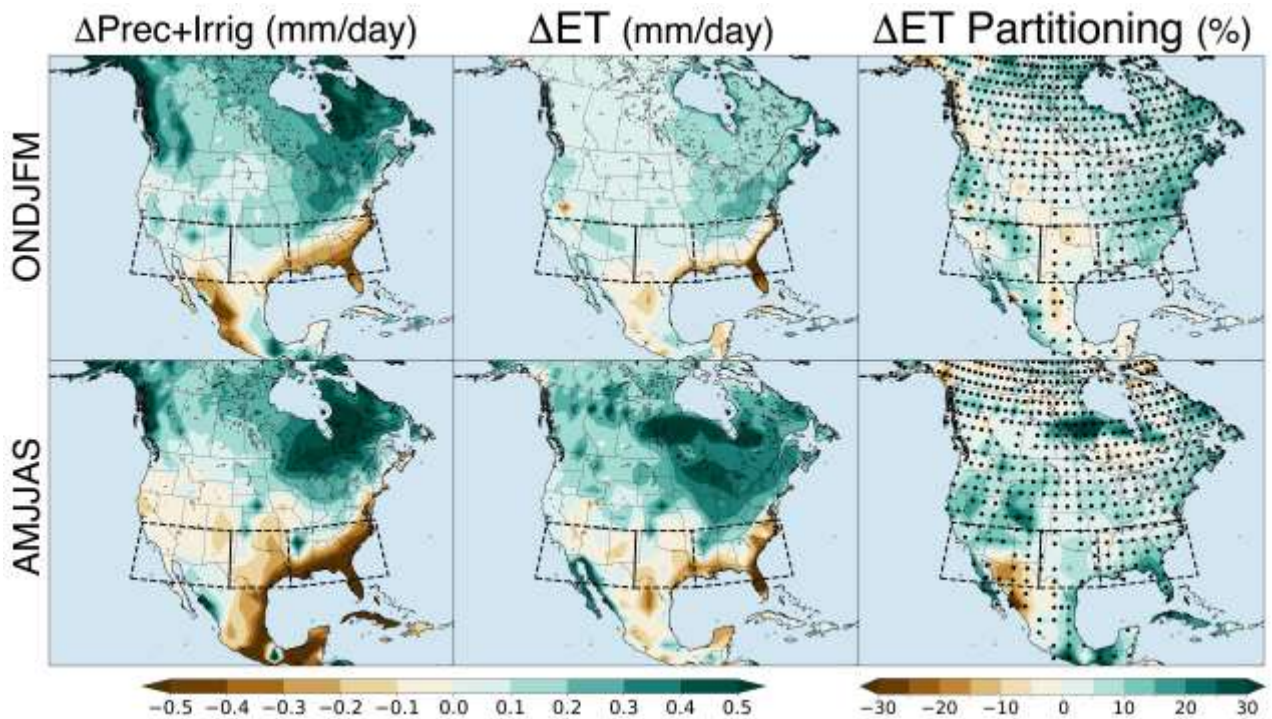 ΔPrec+Irrig (mm/day) ΔET (mm/day) ΔET Partitioning (%)
ONDJFM
AMJJAS
−0.5 −0.4 −0.3 −0.2 −0.1 0.0 0.1 0.2 0.3 0.4 0.5
−30 −20 −10 0 10 20 30